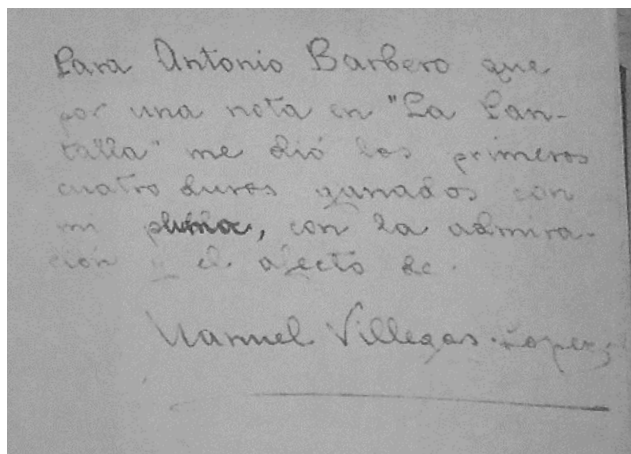 Para Antonio Barbero que
por una nota en "La Pan-
talla" me dió los primeros
cuatro duros ganados con
mi pluma, con la admira-
ción y el afecto de.
Manuel Villegas López